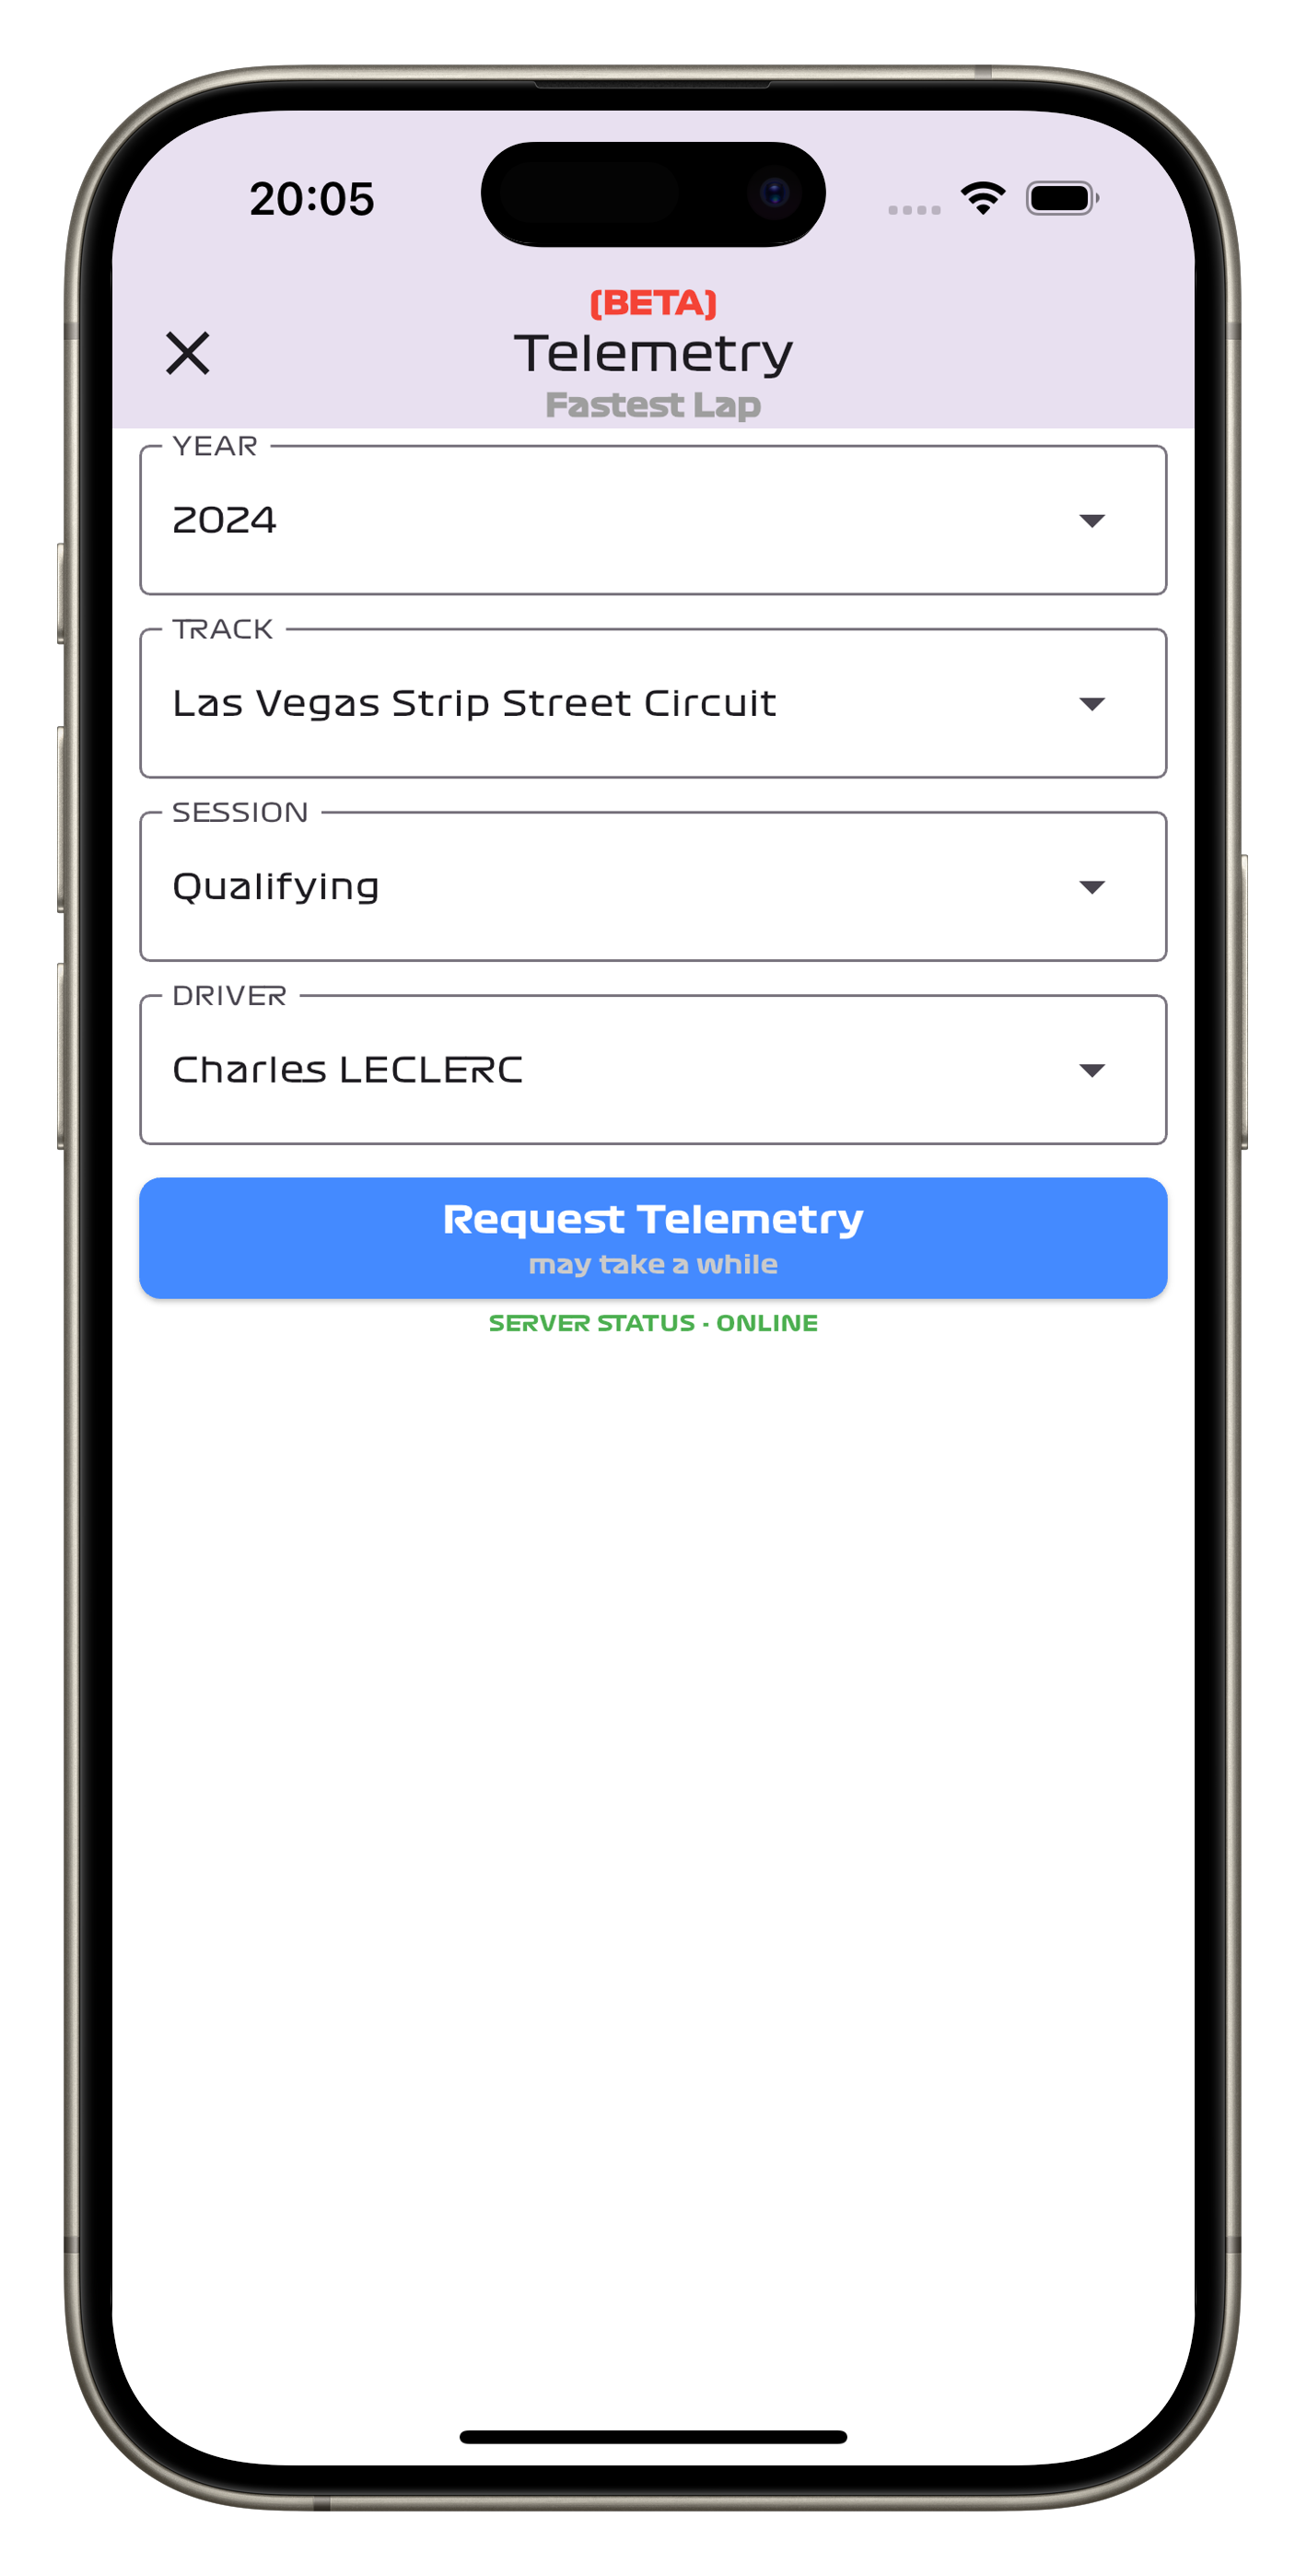 20:05
(BETA)
Telemetry
Fastest Lap
YEAR
2024
TRACK
Las Vegas Strip Street Circuit
SESSION
Qualifying
DRIVER
Charles LECLERC
Request Telemetry
may take a while
SERVER STATUS - ONLINE